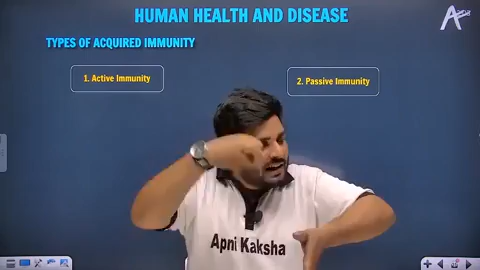 HUMAN HEALTH AND DISEASE
TYPES OF ACQUIRED IMMUNITY
1. Active Immunity
2. Passive Immunity
Apni Kaksha